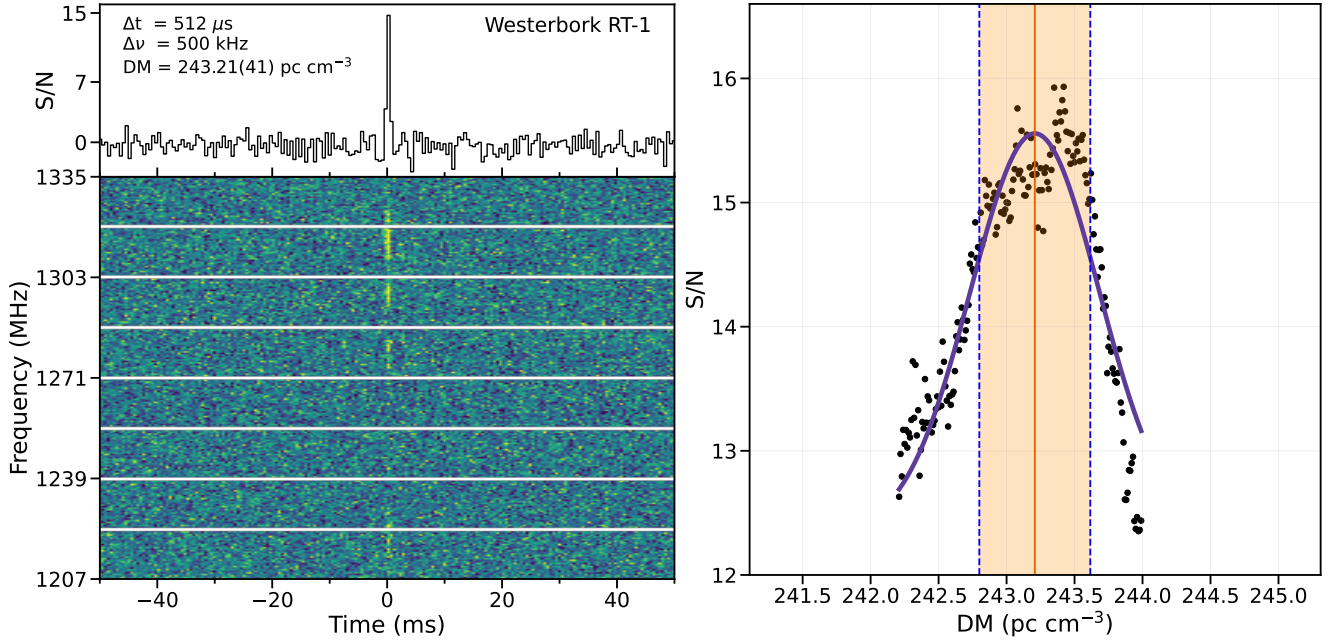 Δt = 512 μs
Δν = 500 kHz
DM = 243.21(41) pc cm⁻³
Westerbork RT-1
S/N
15
7
0
Frequency (MHz)
1335
1303
1271
1239
1207
−40
−20
0
20
40
Time (ms)
S/N
16
15
14
13
12
241.5
242.0
242.5
243.0
243.5
244.0
244.5
245.0
DM (pc cm⁻³)